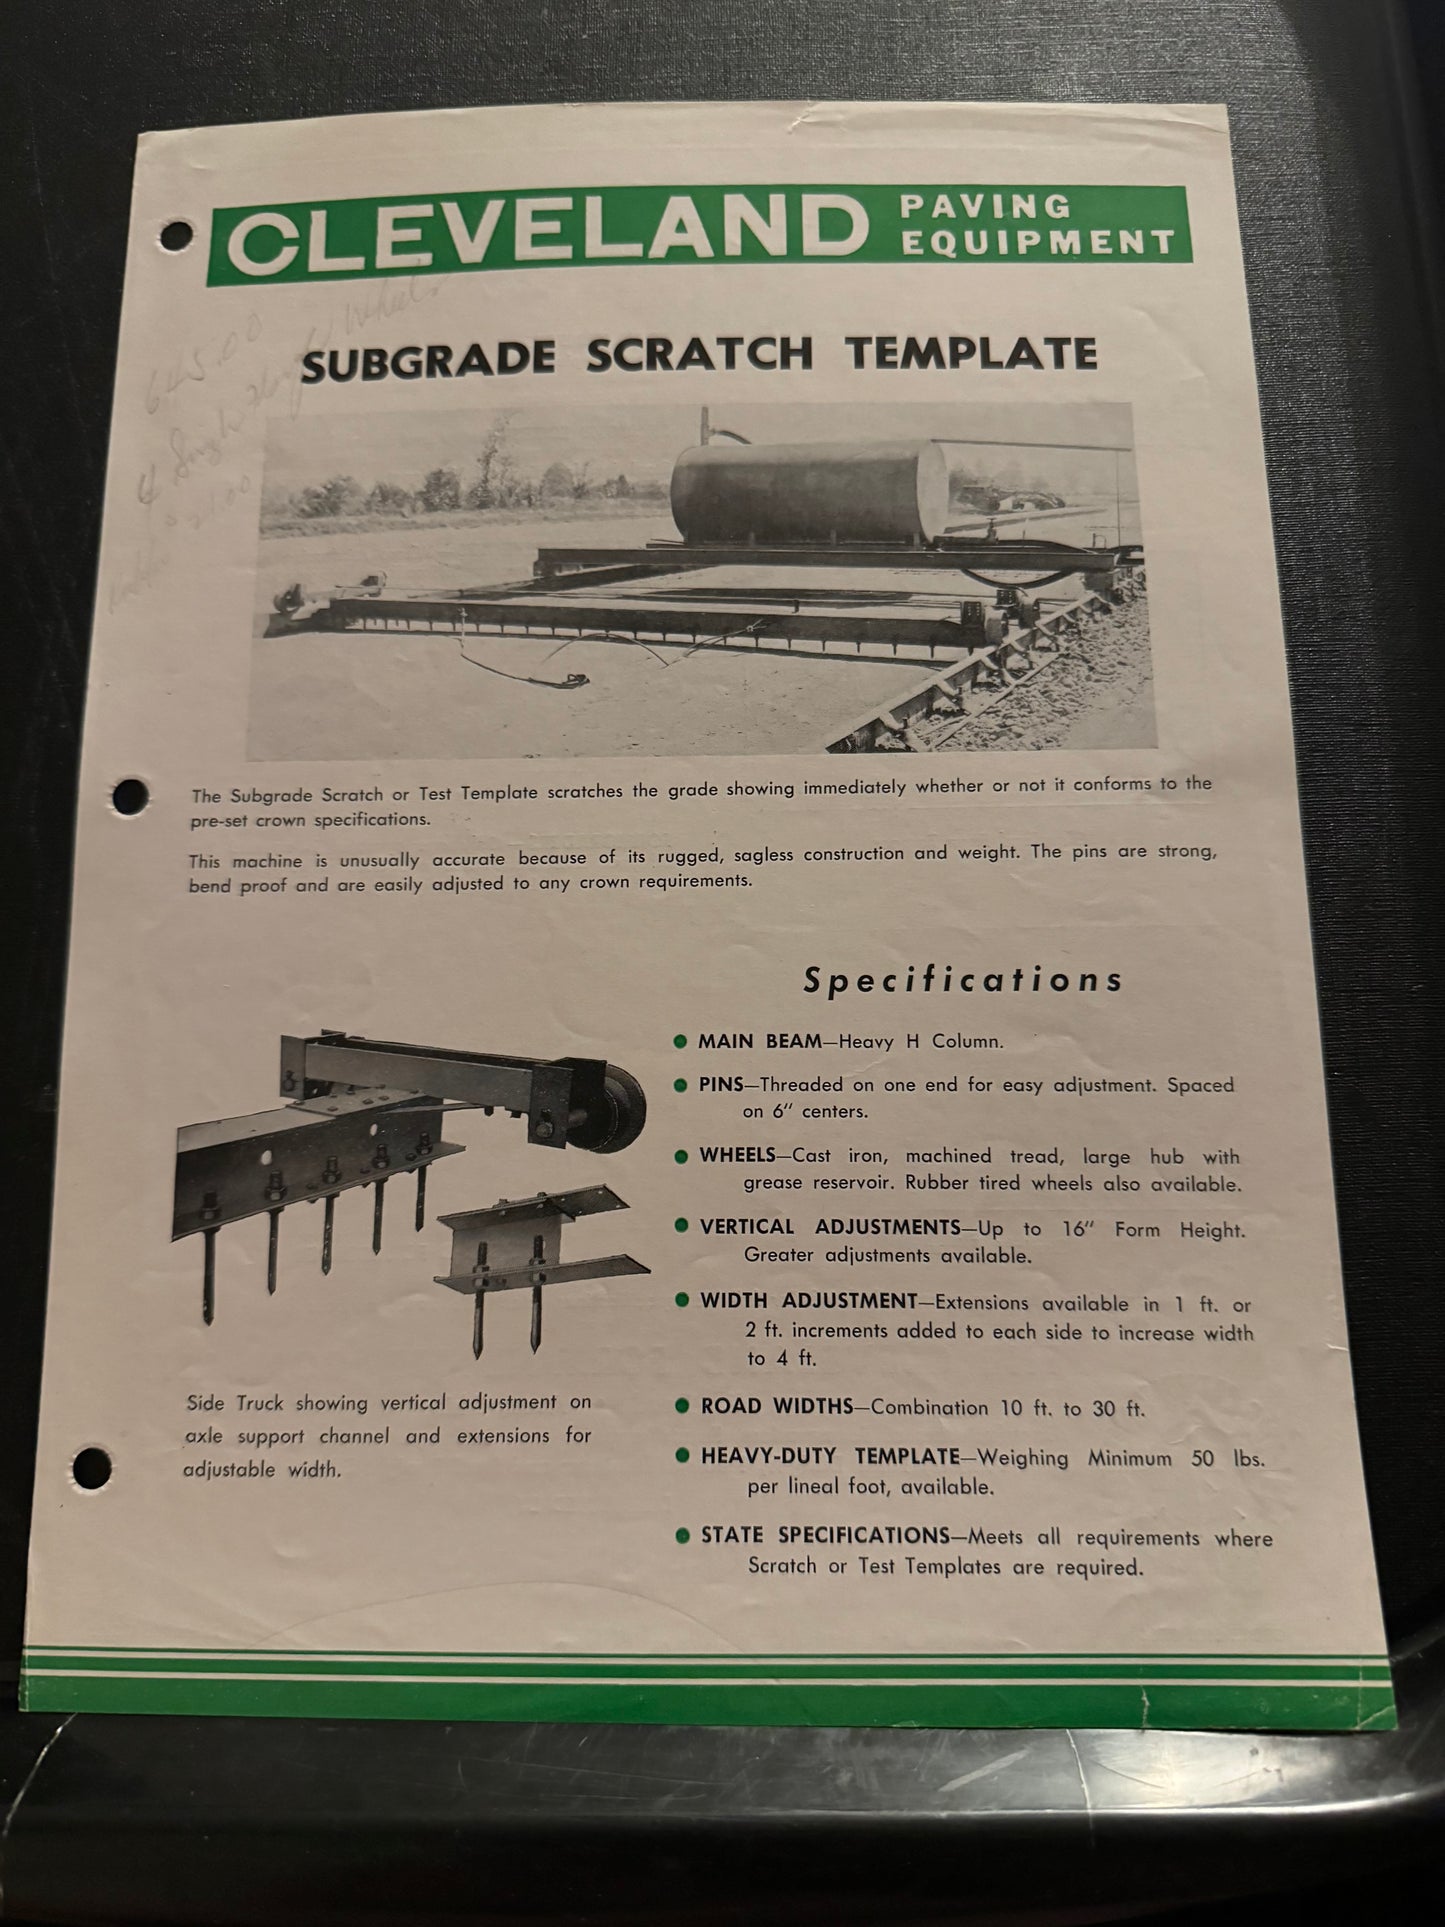 CLEVELAND PAVING EQUIPMENT
645.00
4 Wheels
21.00
SUBGRADE SCRATCH TEMPLATE
The Subgrade Scratch or Test Template scratches the grade showing immediately whether or not it conforms to the
pre-set crown specifications.
This machine is unusually accurate because of its rugged, sagless construction and weight. The pins are strong,
bend proof and are easily adjusted to any crown requirements.
Side Truck showing vertical adjustment on
axle support channel and extensions for
adjustable width.
Specifications
● MAIN BEAM—Heavy H Column.
● PINS—Threaded on one end for easy adjustment. Spaced
on 6″ centers.
● WHEELS—Cast iron, machined tread, large hub with
grease reservoir. Rubber tired wheels also available.
● VERTICAL ADJUSTMENTS—Up to 16″ Form Height.
Greater adjustments available.
● WIDTH ADJUSTMENT—Extensions available in 1 ft. or
2 ft. increments added to each side to increase width
to 4 ft.
● ROAD WIDTHS—Combination 10 ft. to 30 ft.
● HEAVY-DUTY TEMPLATE—Weighing Minimum 50 lbs.
per lineal foot, available.
● STATE SPECIFICATIONS—Meets all requirements where
Scratch or Test Templates are required.